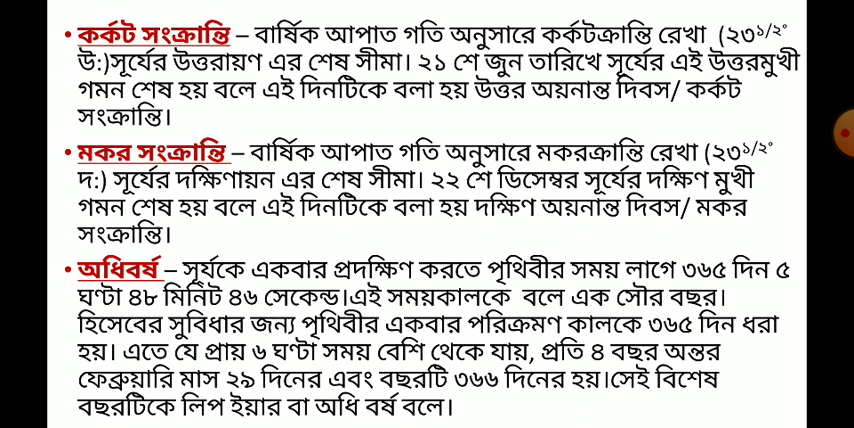 • কর্কট সংক্রান্তি – বার্ষিক আপাত গতি অনুসারে কর্কটক্রান্তি রেখা (২৩১/২°
উ:)সূর্যের উত্তরায়ণ এর শেষ সীমা। ২১ শে জুন তারিখে সূর্যের এই উত্তরমুখী
গমন শেষ হয় বলে এই দিনটিকে বলা হয় উত্তর অয়নান্ত দিবস/ কর্কট
সংক্রান্তি।
• মকর সংক্রান্তি – বার্ষিক আপাত গতি অনুসারে মকরক্রান্তি রেখা (২৩১/২°
দ:) সূর্যের দক্ষিণায়ন এর শেষ সীমা। ২২ শে ডিসেম্বর সূর্যের দক্ষিণ মুখী
গমন শেষ হয় বলে এই দিনটিকে বলা হয় দক্ষিণ অয়নান্ত দিবস/ মকর
সংক্রান্তি।
• অধিবর্ষ – সূর্যকে একবার প্রদক্ষিণ করতে পৃথিবীর সময় লাগে ৩৬৫ দিন ৫
ঘণ্টা ৪৮ মিনিট ৪৬ সেকেন্ড।এই সময়কালকে বলে এক সৌর বছর।
হিসেবের সুবিধার জন্য পৃথিবীর একবার পরিক্রমণ কালকে ৩৬৫ দিন ধরা
হয়। এতে যে প্রায় ৬ ঘণ্টা সময় বেশি থেকে যায়, প্রতি ৪ বছর অন্তর
ফেব্রুয়ারি মাস ২৯ দিনের এবং বছরটি ৩৬৬ দিনের হয়।সেই বিশেষ
বছরটিকে লিপ ইয়ার বা অধি বর্ষ বলে।